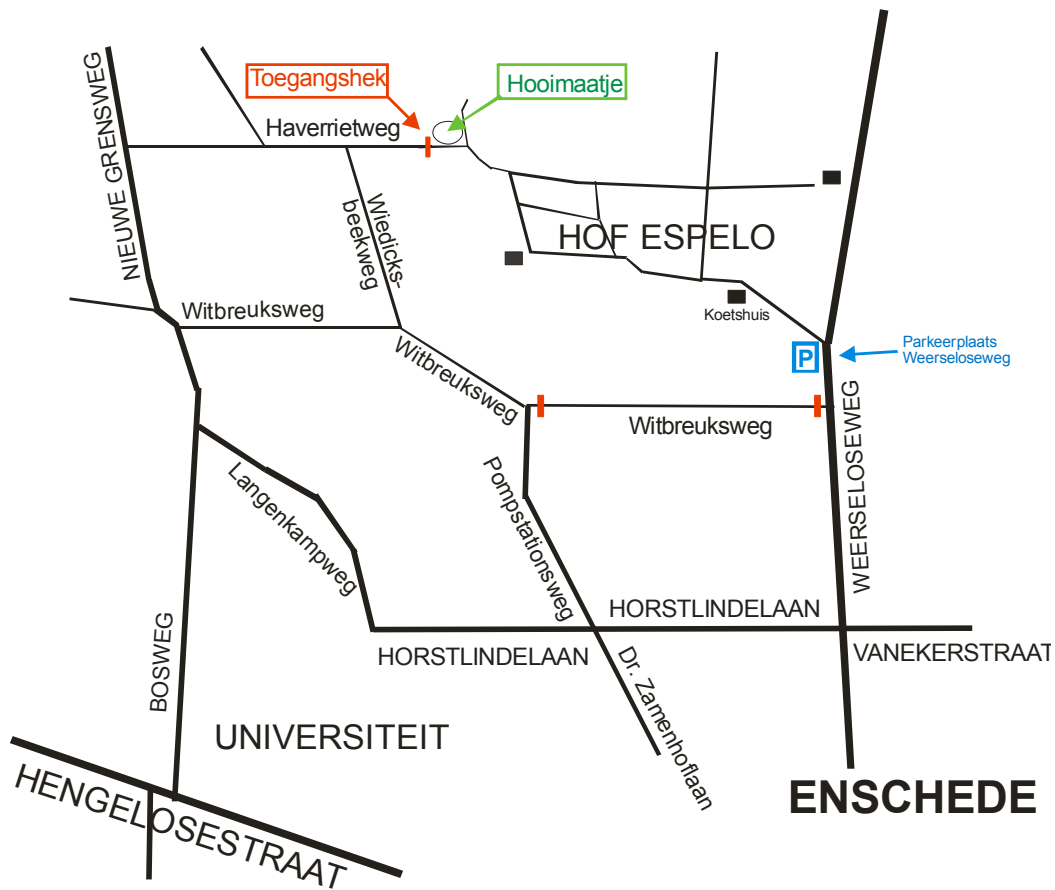 Toegangshek
Hooimaatje
Haverrietweg
NIEUWE GRENSWEG
Wiedicks-
beekweg
HOF ESPELO
Koetshuis
Witbreuksweg
Witbreuksweg
P
Parkeerplaats
Weerseloseweg
Witbreuksweg
WEERSELOSEWEG
Langenkampweg
Pompstationsweg
HORSTLINDELAAN
HORSTLINDELAAN
VANEKERSTRAAT
BOSWEG
Dr. Zamenhoflaan
UNIVERSITEIT
HENGELOSESTRAAT
ENSCHEDE